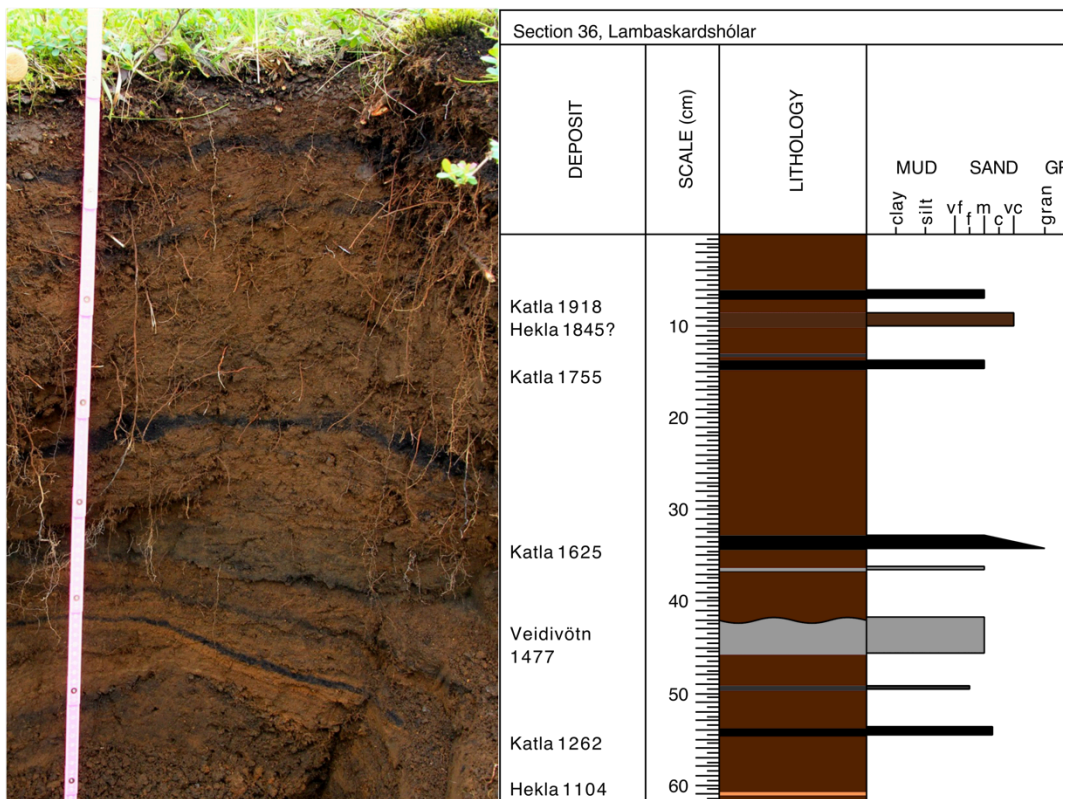 Section 36, Lambaskardshólar
DEPOSIT
SCALE (cm)
LITHOLOGY
MUD SAND GR
clay
silt
vf
f
m
c
vc
gran
Katla 1918
Hekla 1845?
10
Katla 1755
20
30
Katla 1625
40
Veidivötn
1477
50
Katla 1262
Hekla 1104
60